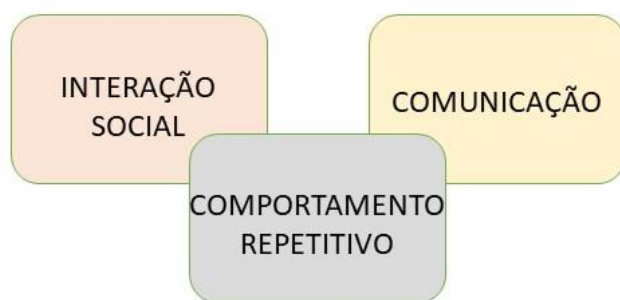 INTERAÇÃO
SOCIAL
COMUNICAÇÃO
COMPORTAMENTO
REPETITIVO